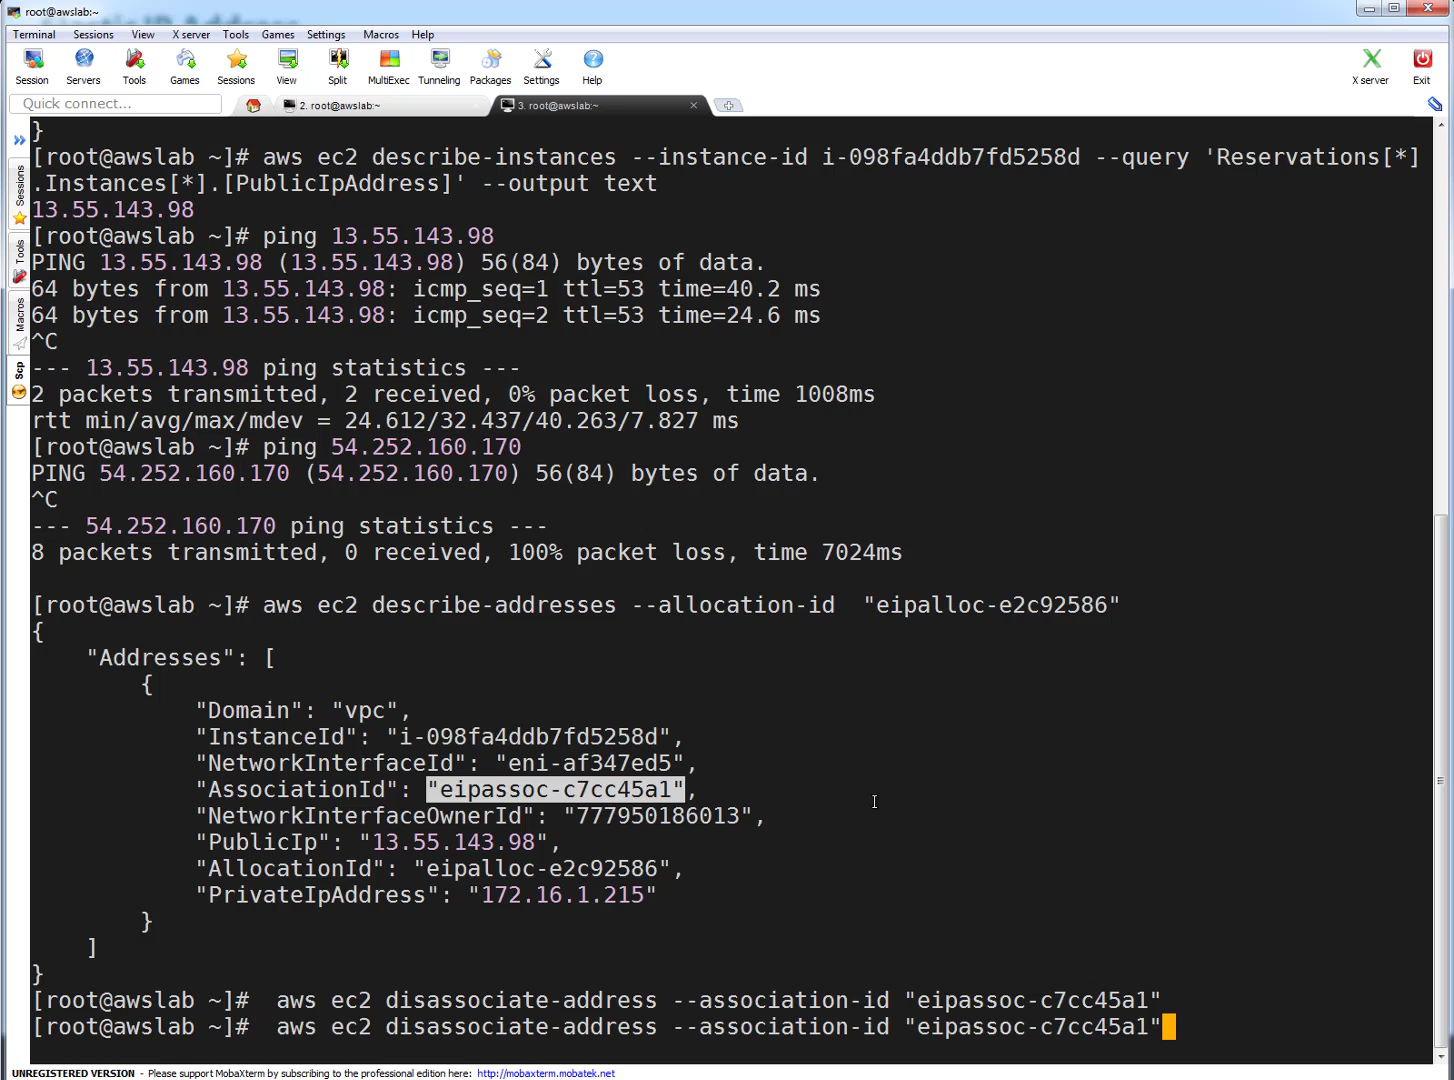 root@awslab:~
Terminal Sessions View X server Tools Games Settings Macros Help
Session Servers Tools Games Sessions View Split MultiExec Tunneling Packages Settings Help X server Exit
Quick connect... 2. root@awslab:~ 3. root@awslab:~
Sessions
Tools
Macros
Scp
}
[root@awslab ~]# aws ec2 describe-instances --instance-id i-098fa4ddb7fd5258d --query 'Reservations[*]
.Instances[*].[PublicIpAddress]' --output text
13.55.143.98
[root@awslab ~]# ping 13.55.143.98
PING 13.55.143.98 (13.55.143.98) 56(84) bytes of data.
64 bytes from 13.55.143.98: icmp_seq=1 ttl=53 time=40.2 ms
64 bytes from 13.55.143.98: icmp_seq=2 ttl=53 time=24.6 ms
^C
--- 13.55.143.98 ping statistics ---
2 packets transmitted, 2 received, 0% packet loss, time 1008ms
rtt min/avg/max/mdev = 24.612/32.437/40.263/7.827 ms
[root@awslab ~]# ping 54.252.160.170
PING 54.252.160.170 (54.252.160.170) 56(84) bytes of data.
^C
--- 54.252.160.170 ping statistics ---
8 packets transmitted, 0 received, 100% packet loss, time 7024ms
[root@awslab ~]# aws ec2 describe-addresses --allocation-id  "eipalloc-e2c92586"
{
    "Addresses": [
        {
            "Domain": "vpc",
            "InstanceId": "i-098fa4ddb7fd5258d",
            "NetworkInterfaceId": "eni-af347ed5",
            "AssociationId": "eipassoc-c7cc45a1",
            "NetworkInterfaceOwnerId": "777950186013",
            "PublicIp": "13.55.143.98",
            "AllocationId": "eipalloc-e2c92586",
            "PrivateIpAddress": "172.16.1.215"
        }
    ]
}
[root@awslab ~]#  aws ec2 disassociate-address --association-id "eipassoc-c7cc45a1"
[root@awslab ~]#  aws ec2 disassociate-address --association-id "eipassoc-c7cc45a1"
UNREGISTERED VERSION - Please support MobaXterm by subscribing to the professional edition here: http://mobaxterm.mobatek.net